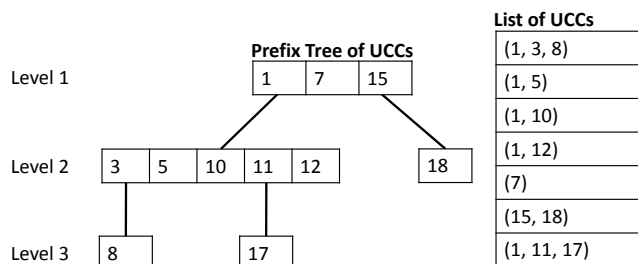 List of UCCs
Prefix Tree of UCCs
Level 1
1 7 15
Level 2
3 5 10 11 12
18
Level 3
8
17
(1, 3, 8)
(1, 5)
(1, 10)
(1, 12)
(7)
(15, 18)
(1, 11, 17)